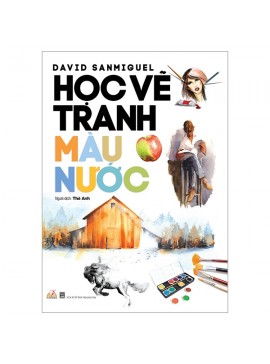 DAVID SANMIGUEL
HỌC VẼ
TRANH
MÀU
NƯỚC
Người dịch: Thế Anh